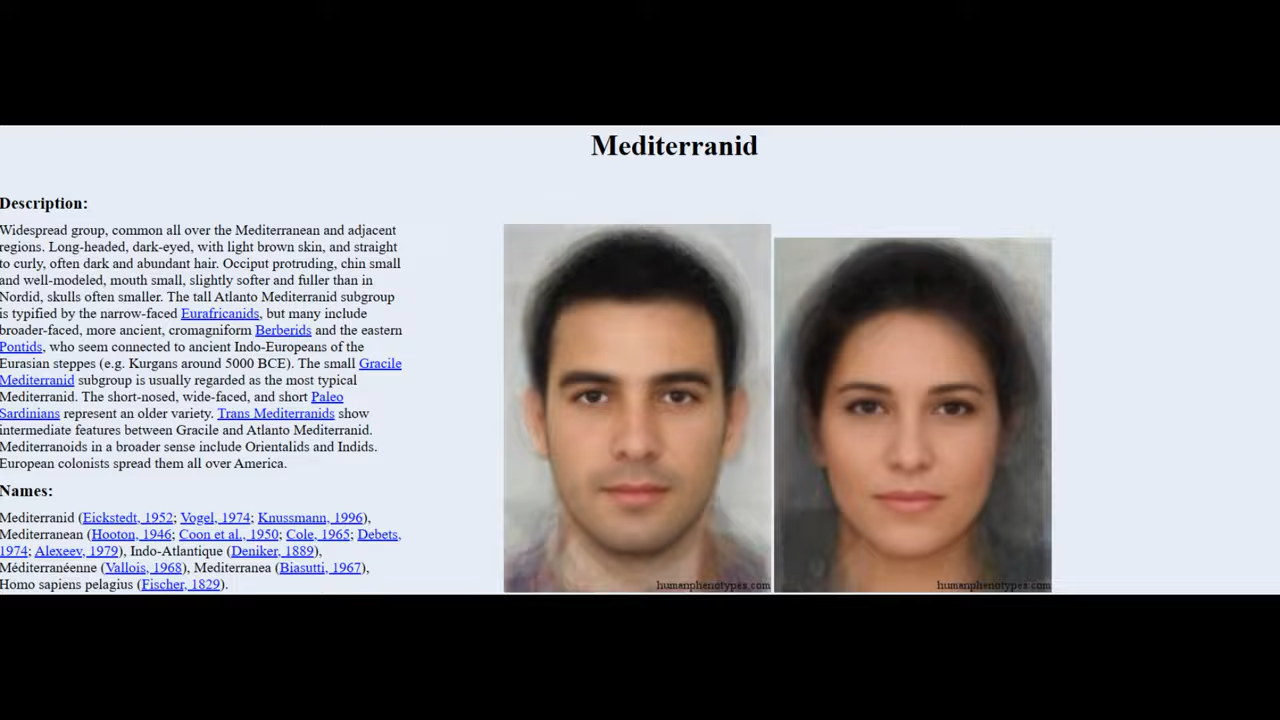 Mediterranid
Description:
Widespread group, common all over the Mediterranean and adjacent
regions. Long-headed, dark-eyed, with light brown skin, and straight
to curly, often dark and abundant hair. Occiput protruding, chin small
and well-modeled, mouth small, slightly softer and fuller than in
Nordid, skulls often smaller. The tall Atlanto Mediterranid subgroup
is typified by the narrow-faced Eurafricanids, but many include
broader-faced, more ancient, cromagniform Berberids and the eastern
Pontids, who seem connected to ancient Indo-Europeans of the
Eurasian steppes (e.g. Kurgans around 5000 BCE). The small Gracile
Mediterranid subgroup is usually regarded as the most typical
Mediterranid. The short-nosed, wide-faced, and short Paleo
Sardinians represent an older variety. Trans Mediterranids show
intermediate features between Gracile and Atlanto Mediterranid.
Mediterranoids in a broader sense include Orientalids and Indids.
European colonists spread them all over America.
Names:
Mediterranid (Eickstedt, 1952; Vogel, 1974; Knussmann, 1996),
Mediterranean (Hooton, 1946; Coon et al., 1950; Cole, 1965; Debets,
1974; Alexeev, 1979), Indo-Atlantique (Deniker, 1889),
Méditerranéenne (Vallois, 1968), Mediterranea (Biasutti, 1967),
Homo sapiens pelagius (Fischer, 1829).
humanphenotypes.com
humanphenotypes.com